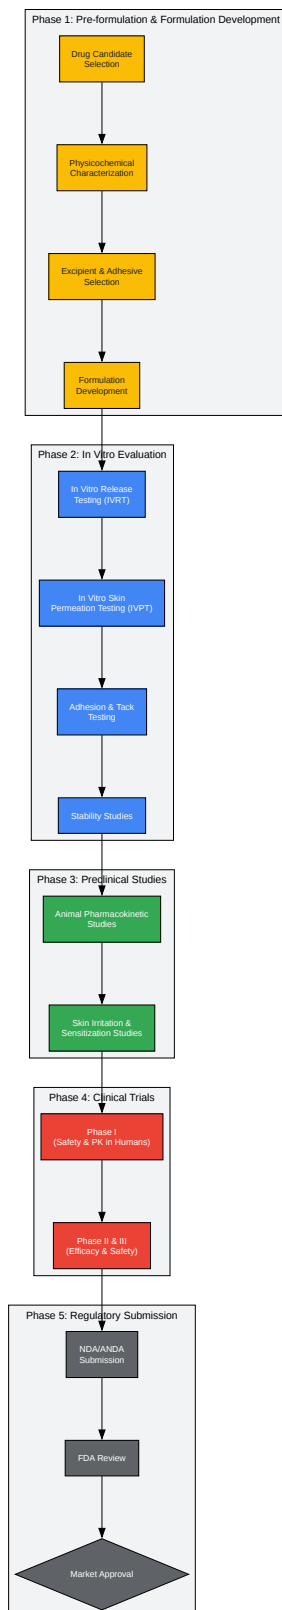 Phase 1: Pre-formulation & Formulation Development
Drug Candidate
Selection
Physicochemical
Characterization
Excipient & Adhesive
Selection
Formulation
Development
Phase 2: In Vitro Evaluation
In Vitro Release
Testing (IVRT)
In Vitro Skin
Permeation Testing (IVPT)
Adhesion & Tack
Testing
Stability Studies
Phase 3: Preclinical Studies
Animal Pharmacokinetic
Studies
Skin Irritation &
Sensitization Studies
Phase 4: Clinical Trials
Phase I
(Safety & PK in Humans)
Phase II & III
(Efficacy & Safety)
Phase 5: Regulatory Submission
NDA/ANDA
Submission
FDA Review
Market Approval